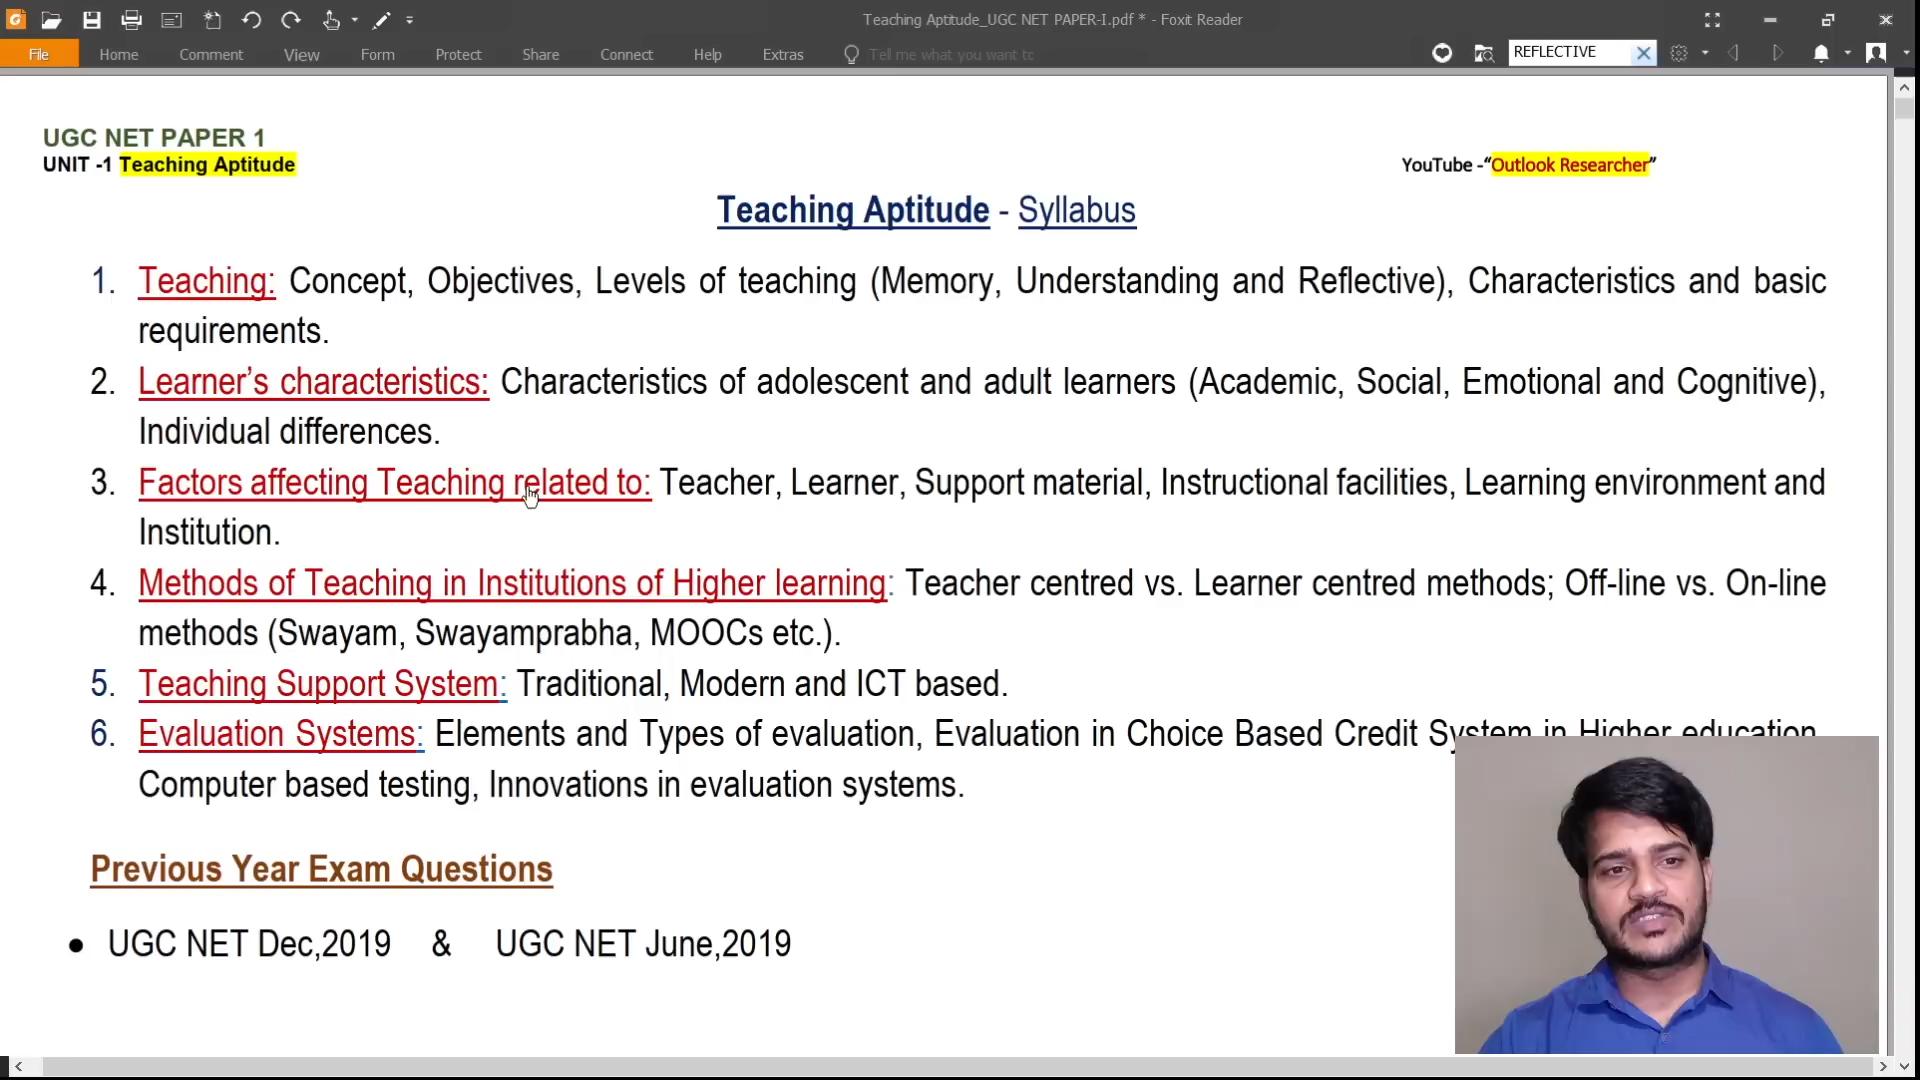 Teaching Aptitude_UGC NET PAPER-I.pdf * - Foxit Reader
File Home Comment View Form Protect Share Connect Help Extras Tell me what you want to REFLECTIVE
UGC NET PAPER 1
UNIT -1 Teaching Aptitude
YouTube -“Outlook Researcher”
Teaching Aptitude - Syllabus
1. Teaching: Concept, Objectives, Levels of teaching (Memory, Understanding and Reflective), Characteristics and basic
requirements.
2. Learner’s characteristics: Characteristics of adolescent and adult learners (Academic, Social, Emotional and Cognitive),
Individual differences.
3. Factors affecting Teaching related to: Teacher, Learner, Support material, Instructional facilities, Learning environment and
Institution.
4. Methods of Teaching in Institutions of Higher learning: Teacher centred vs. Learner centred methods; Off-line vs. On-line
methods (Swayam, Swayamprabha, MOOCs etc.).
5. Teaching Support System: Traditional, Modern and ICT based.
6. Evaluation Systems: Elements and Types of evaluation, Evaluation in Choice Based Credit System in Higher education,
Computer based testing, Innovations in evaluation systems.
Previous Year Exam Questions
● UGC NET Dec,2019 & UGC NET June,2019